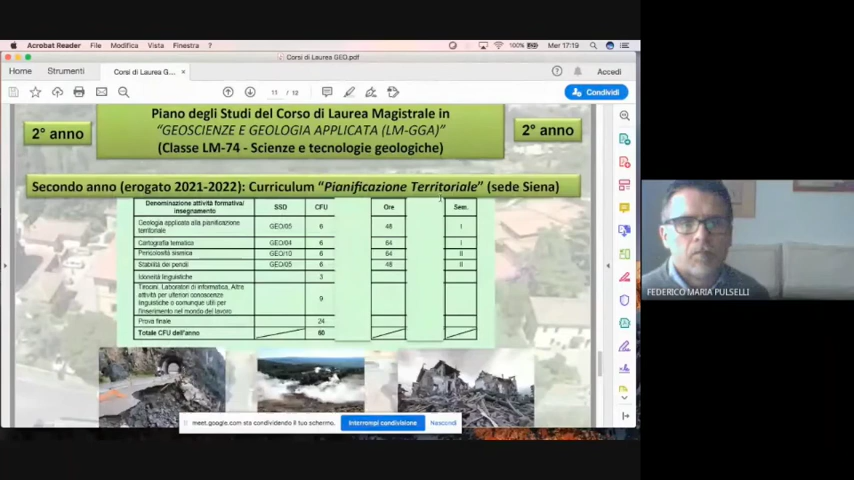 Acrobat Reader File Modifica Vista Finestra ? 100% Mer 17:19
Corsi di Laurea GEO.pdf
Home Strumenti Corsi di Laurea G... × ? Accedi
11 / 12 Condividi
Piano degli Studi del Corso di Laurea Magistrale in
2° anno "GEOSCIENZE E GEOLOGIA APPLICATA (LM-GGA)" 2° anno
(Classe LM-74 - Scienze e tecnologie geologiche)
Secondo anno (erogato 2021-2022): Curriculum "Pianificazione Territoriale" (sede Siena)
Denominazione attività formativa/ insegnamento SSD CFU Ore Sem.
Geologia applicata alla pianificazione territoriale GEO/05 6 48 I
Cartografia tematica GEO/04 6 64 I
Pericolosità sismica GEO/10 6 64 II
Stabilità dei pendii GEO/05 6 48 II
Idoneità linguistiche 3
Tirocini, Laboratori di informatica, Altre
attività per ulteriori conoscenze
linguistiche o comunque utili per
l'inserimento nel mondo del lavoro 9
Prova finale 24
Totale CFU dell'anno 60
FEDERICO MARIA PULSELLI
meet.google.com sta condividendo il tuo schermo. Interrompi condivisione Nascondi